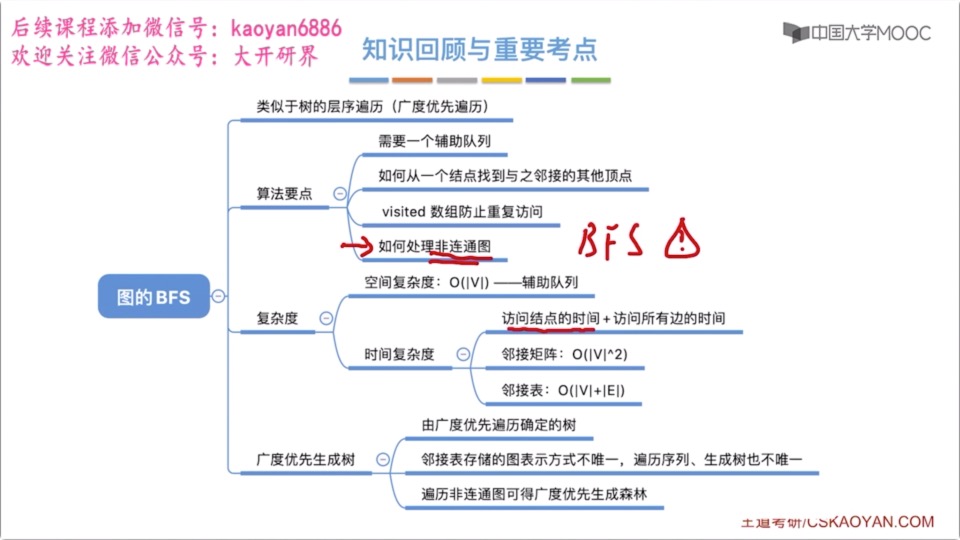 后续课程添加微信号：kaoyan6886
欢迎关注微信公众号：大开研界
中国大学MOOC
知识回顾与重要考点
类似于树的层序遍历（广度优先遍历）
需要一个辅助队列
如何从一个结点找到与之邻接的其他顶点
算法要点
visited 数组防止重复访问
如何处理非连通图
BFS
图的BFS
空间复杂度：O(|V|) ——辅助队列
复杂度
访问结点的时间＋访问所有边的时间
时间复杂度
邻接矩阵：O(|V|^2)
邻接表：O(|V|+|E|)
由广度优先遍历确定的树
广度优先生成树
邻接表存储的图表示方式不唯一，遍历序列、生成树也不唯一
遍历非连通图可得广度优先生成森林
王道考研/CSKAOYAN.COM